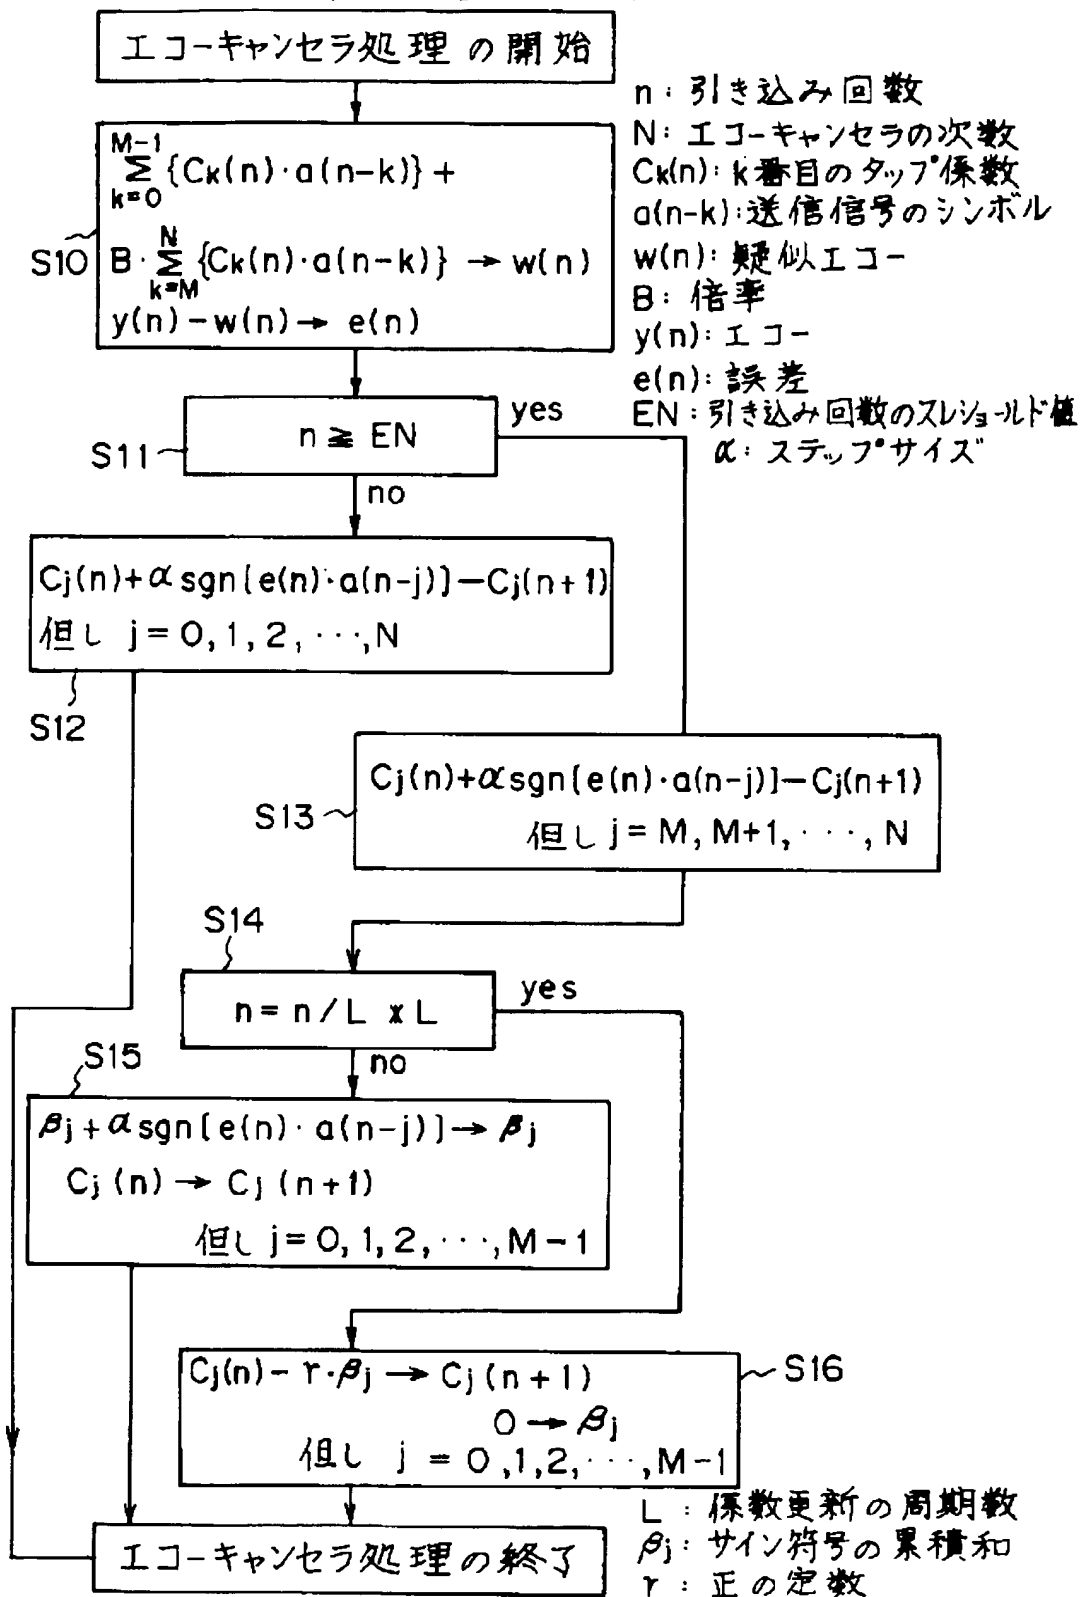 エコーキャンセラ処理の開始
n: 引き込み回数
N: エコーキャンセラの次数
Ck(n): k番目のタップ係数
a(n-k): 送信信号のシンボル
w(n): 疑似エコー
B: 倍率
y(n): エコー
e(n): 誤差
EN: 引き込み回数のスレショールド値
α: ステップサイズ
S10
M-1
Σ {Ck(n)・a(n-k)} +
k=0
N
B・Σ {Ck(n)・a(n-k)} → w(n)
k=M
y(n)-w(n) → e(n)
S11
n ≧ EN
yes
no
Cj(n)+α sgn[e(n)・a(n-j)]-Cj(n+1)
但し j = 0, 1, 2, ・・・, N
S12
S13
Cj(n)+α sgn[e(n)・a(n-j)]-Cj(n+1)
但し j = M, M+1, ・・・, N
S14
n = n / L * L
yes
no
S15
βj + α sgn[e(n)・a(n-j)] → βj
Cj(n) → Cj(n+1)
但し j = 0, 1, 2, ・・・, M-1
S16
Cj(n) - r・βj → Cj(n+1)
0 → βj
但し j = 0, 1, 2, ・・・, M-1
エコーキャンセラ処理の終了
L : 係数更新の周期数
βj: サイン符号の累積和
r : 正の定数